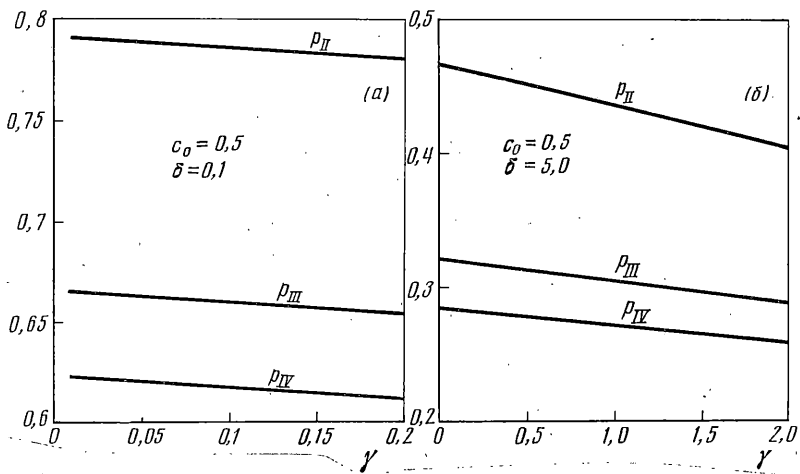 0,8
0,75
0,7
0,65
0,6
0
0,05
0,1
0,15
0,2
γ
p_II
(а)
c_0 = 0,5
δ = 0,1
p_III
p_IV
0,5
0,4
0,3
0,2
0
0,5
1,0
1,5
2,0
γ
p_II
(б)
c_0 = 0,5
δ = 5,0
p_III
p_IV